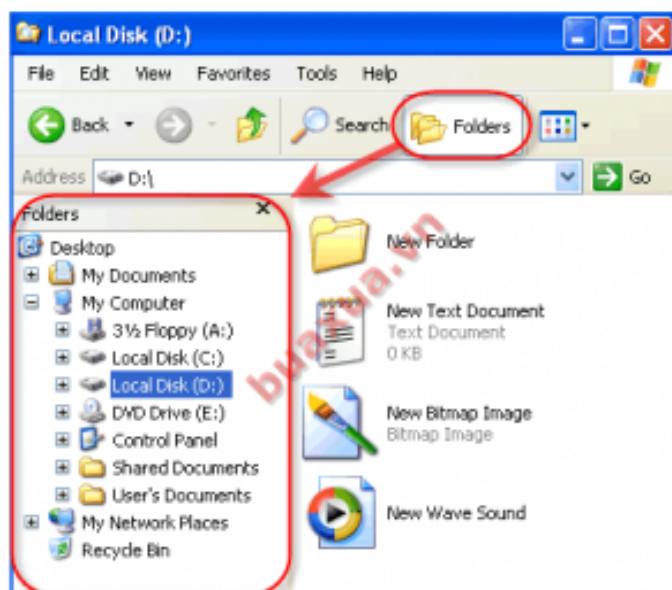 Local Disk (D:)
File Edit View Favorites Tools Help
Back Search Folders
Address D:\ Go
Folders
Desktop
My Documents
My Computer
3½ Floppy (A:)
Local Disk (C:)
Local Disk (D:)
DVD Drive (E:)
Control Panel
Shared Documents
User's Documents
My Network Places
Recycle Bin
New Folder
New Text Document
Text Document
0 KB
New Bitmap Image
Bitmap Image
New Wave Sound
buaxua.vn